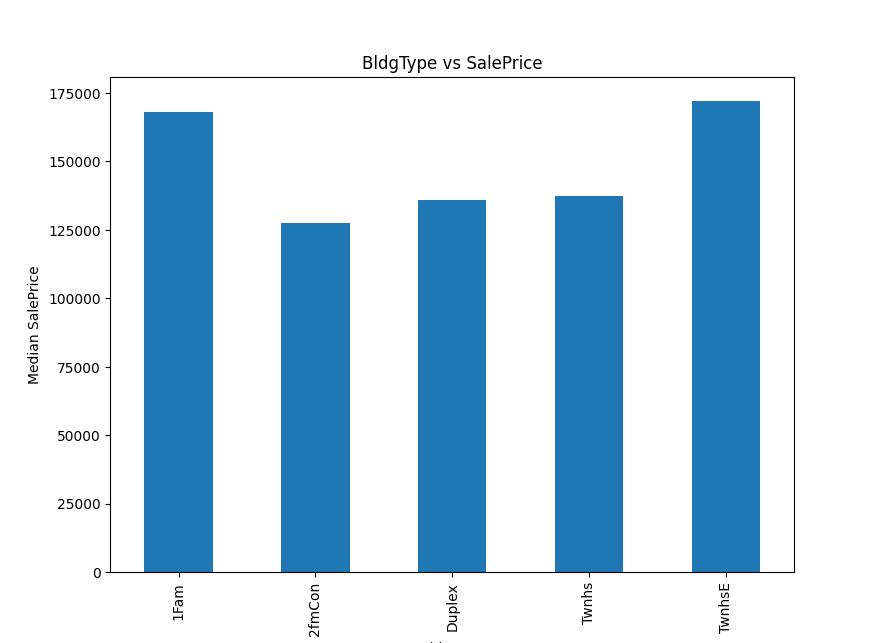 BldgType vs SalePrice
Median SalePrice
175000
150000
125000
100000
75000
50000
25000
0
1Fam
2fmCon
Duplex
Twnhs
TwnhsE